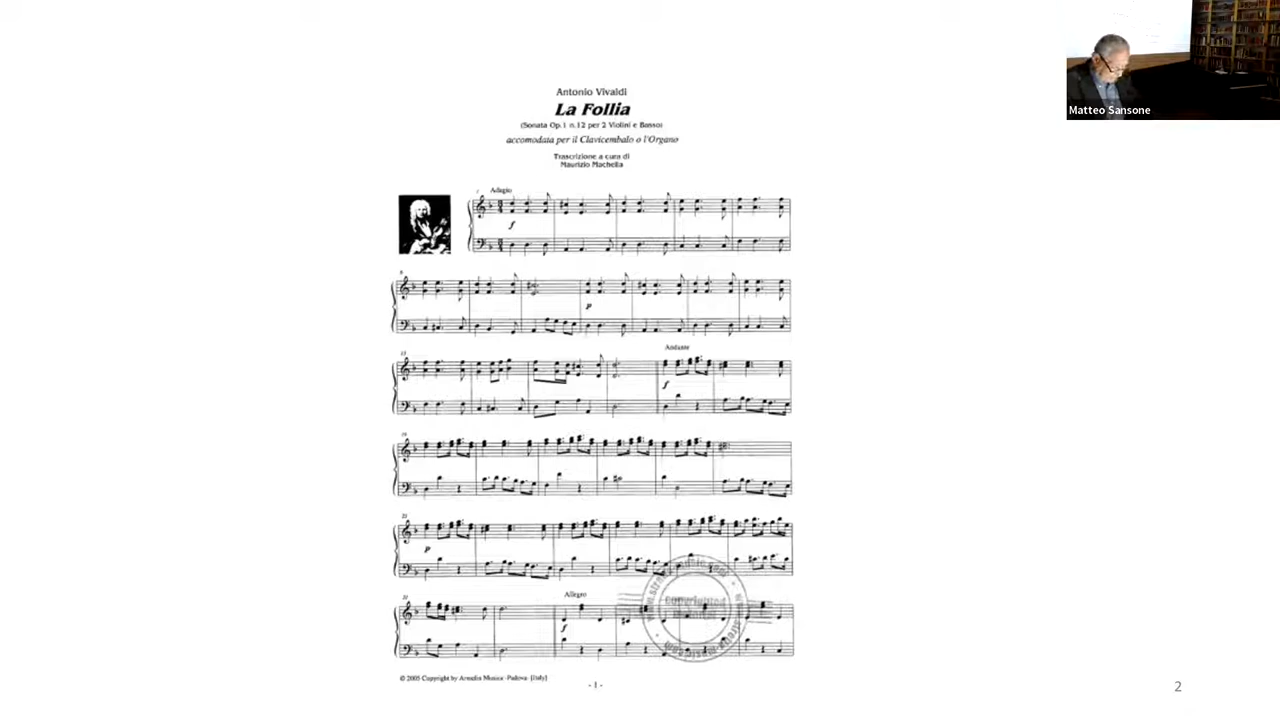 Antonio Vivaldi
La Follia
(Sonata Op.1 n.12 per 2 Violini e Basso)
accomodata per il Clavicembalo o l'Organo
Trascrizione a cura di
Maurizio Machella
Adagio
f
p
Andante
f
p
Allegro
f
© 2005 Copyright by Armelin Musica - Padova - [Italy]
- 1 -
2
Matteo Sansone